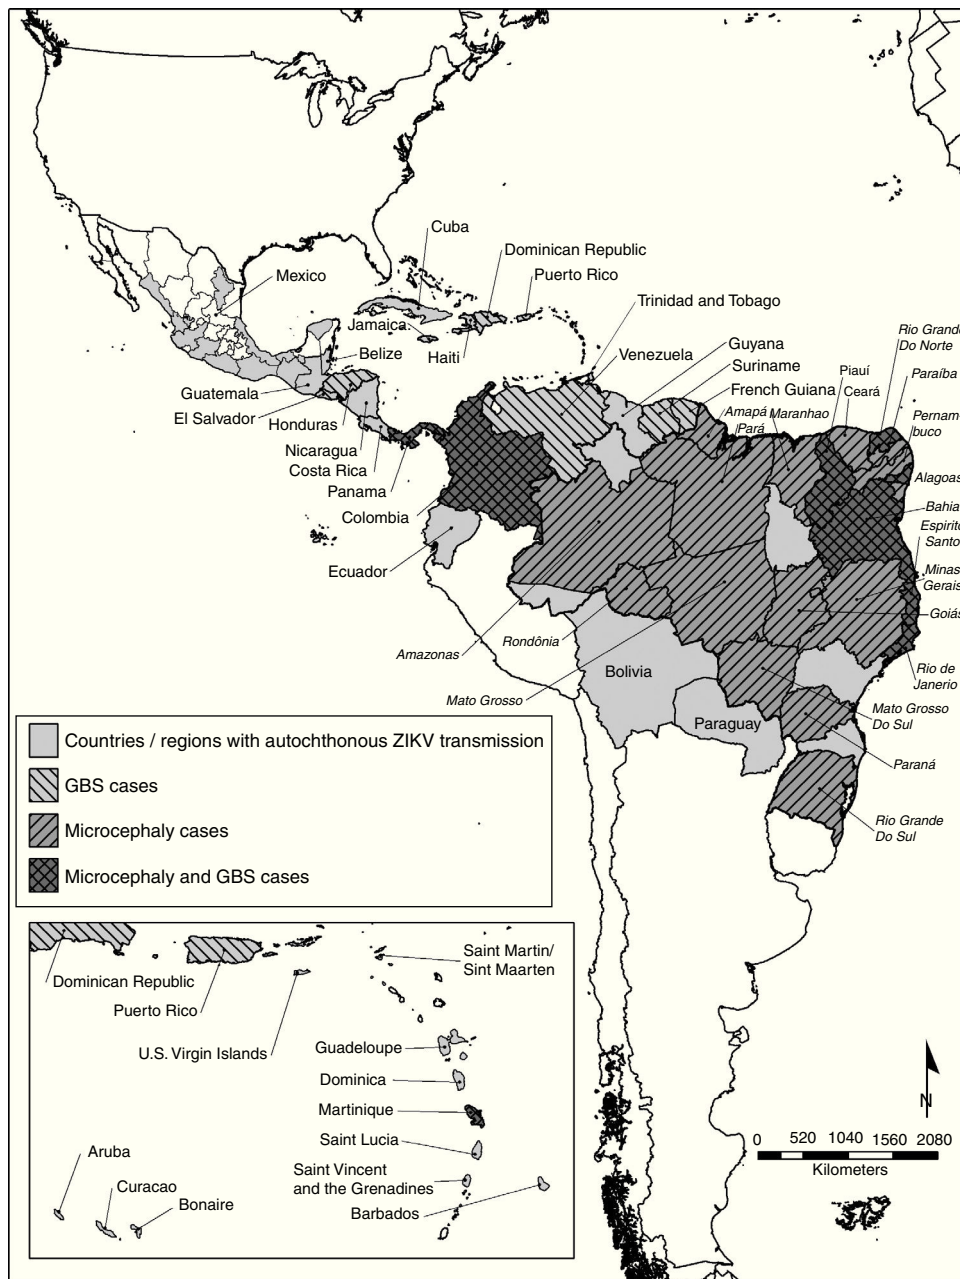 Cuba
Dominican Republic
Puerto Rico
Mexico
Trinidad and Tobago
Jamaica
Haiti
Belize
Venezuela
Guyana
Suriname
French Guiana
Rio Grande
Do Norte
Piauí
Ceará
Paraíba
Guatemala
El Salvador
Honduras
Amapá
Maranhao
Pará
Pernam-
buco
Nicaragua
Costa Rica
Panama
Colombia
Alagoas
Bahia
Espirito
Santo
Ecuador
Minas
Gerais
Goiás
Rondônia
Amazonas
Bolivia
Rio de
Janerio
Mato Grosso
Paraguay
Mato Grosso
Do Sul
Paraná
Rio Grande
Do Sul
Countries / regions with autochthonous ZIKV transmission
GBS cases
Microcephaly cases
Microcephaly and GBS cases
Dominican Republic
Puerto Rico
U.S. Virgin Islands
Saint Martin/
Sint Maarten
Guadeloupe
Dominica
Martinique
Saint Lucia
Saint Vincent
and the Grenadines
Barbados
Aruba
Curacao
Bonaire
N
0 520 1040 1560 2080
Kilometers